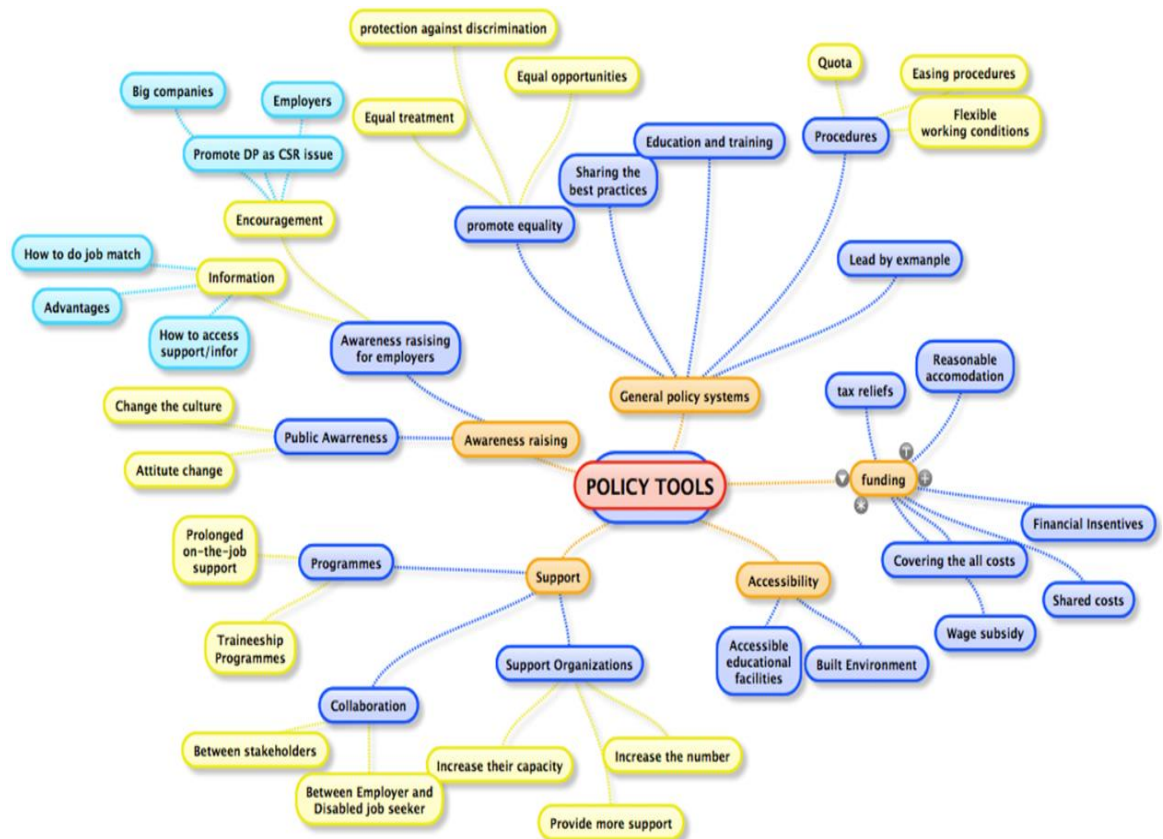 protection against discrimination
Big companies
Employers
Equal treatment
Equal opportunities
Quota
Easing procedures
Flexible
working conditions
Promote DP as CSR issue
Education and training
Procedures
Sharing the
best practices
Encouragement
promote equality
How to do job match
Information
Lead by exmanple
Advantages
How to access
support/infor
Awareness rasising
for employers
Reasonable
accomodation
General policy systems
tax reliefs
Change the culture
Public Awarreness
Awareness raising
Attitute change
POLICY TOOLS
funding
Financial Insentives
Prolonged
on-the-job
support
Programmes
Support
Accessibility
Covering the all costs
Shared costs
Traineeship
Programmes
Support Organizations
Accessible
educational
facilities
Built Environment
Wage subsidy
Collaboration
Between stakeholders
Increase their capacity
Increase the number
Between Employer and
Disabled job seeker
Provide more support